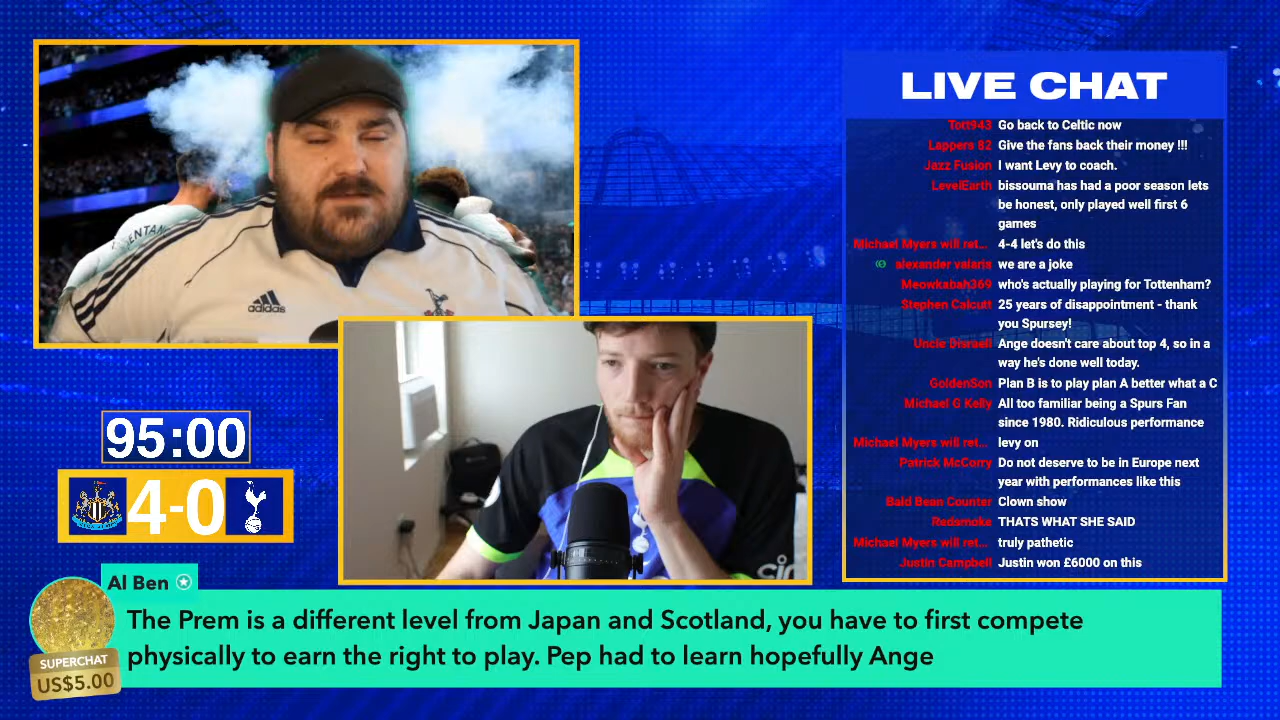 LIVE CHAT
Tott943 Go back to Celtic now
Lappers 82 Give the fans back their money !!!
Jazz Fusion I want Levy to coach.
LevelEarth bissouma has had a poor season lets
be honest, only played well first 6
games
Michael Myers will ret... 4-4 let's do this
alexander valaris we are a joke
Meowkabah369 who's actually playing for Tottenham?
Stephen Calcutt 25 years of disappointment - thank
you Spursey!
Uncle Disraeli Ange doesn't care about top 4, so in a
way he's done well today.
GoldenSon Plan B is to play plan A better what a C
Michael G Kelly All too familiar being a Spurs Fan
since 1980. Ridiculous performance
Michael Myers will ret... levy on
Patrick McCorry Do not deserve to be in Europe next
year with performances like this
Bald Bean Counter Clown show
Redsmoke THATS WHAT SHE SAID
Michael Myers will ret... truly pathetic
Justin Campbell Justin won £6000 on this
BENTAN
adidas
cin
95:00
4-0
Al Ben
The Prem is a different level from Japan and Scotland, you have to first compete
physically to earn the right to play. Pep had to learn hopefully Ange
SUPERCHAT
US$5.00